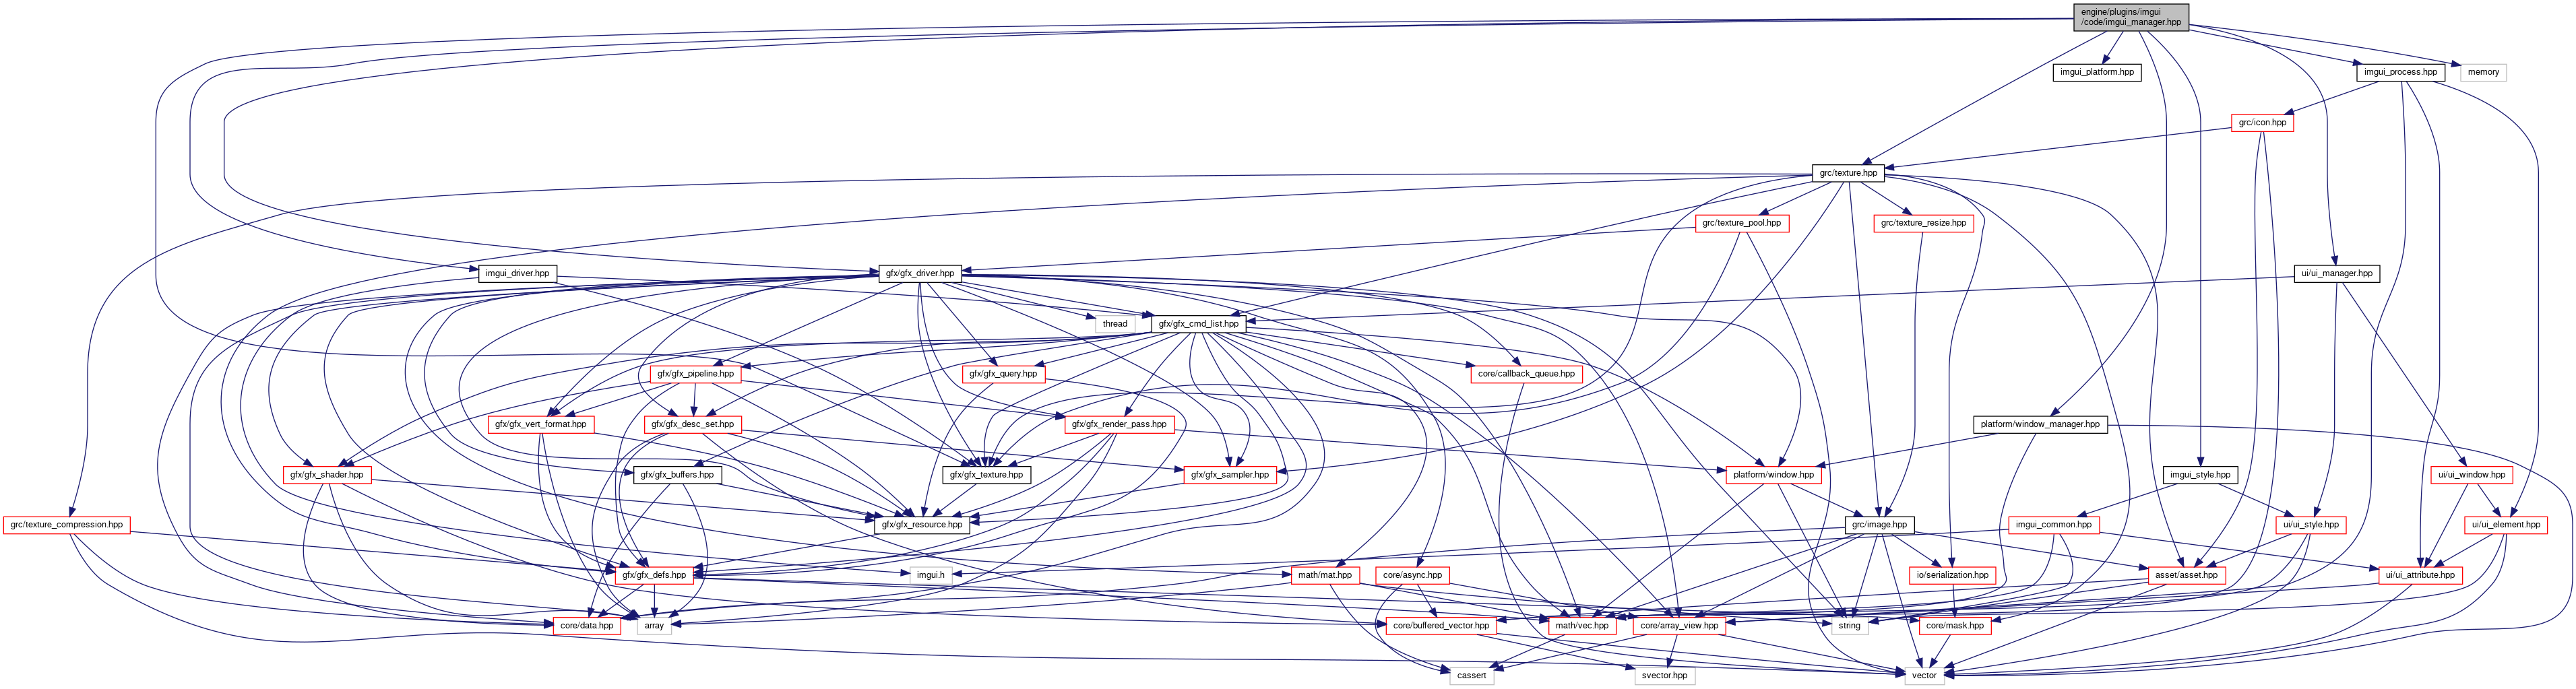 engine/plugins/imgui
/code/imgui_manager.hpp
imgui_platform.hpp
imgui_process.hpp
memory
grc/icon.hpp
grc/texture.hpp
grc/texture_pool.hpp
grc/texture_resize.hpp
imgui_driver.hpp
gfx/gfx_driver.hpp
ui/ui_manager.hpp
thread
gfx/gfx_cmd_list.hpp
gfx/gfx_pipeline.hpp
gfx/gfx_query.hpp
core/callback_queue.hpp
gfx/gfx_vert_format.hpp
gfx/gfx_desc_set.hpp
gfx/gfx_render_pass.hpp
platform/window_manager.hpp
gfx/gfx_shader.hpp
gfx/gfx_buffers.hpp
gfx/gfx_texture.hpp
gfx/gfx_sampler.hpp
platform/window.hpp
imgui_style.hpp
ui/ui_window.hpp
grc/texture_compression.hpp
gfx/gfx_resource.hpp
grc/image.hpp
imgui_common.hpp
ui/ui_style.hpp
ui/ui_element.hpp
gfx/gfx_defs.hpp
imgui.h
math/mat.hpp
core/async.hpp
io/serialization.hpp
asset/asset.hpp
ui/ui_attribute.hpp
core/data.hpp
array
core/buffered_vector.hpp
math/vec.hpp
core/array_view.hpp
string
core/mask.hpp
cassert
svector.hpp
vector